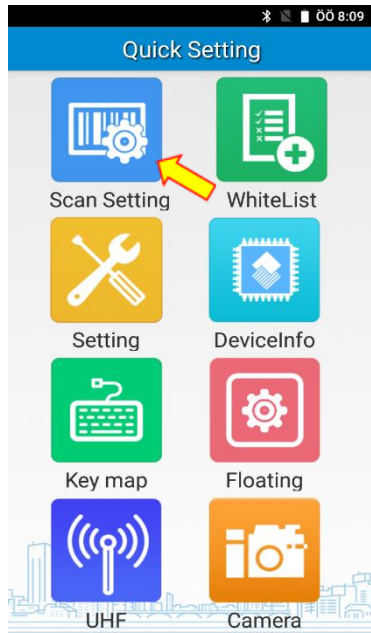 ÖÖ 8:09
Quick Setting
Scan Setting WhiteList
Setting DeviceInfo
Key map Floating
UHF Camera